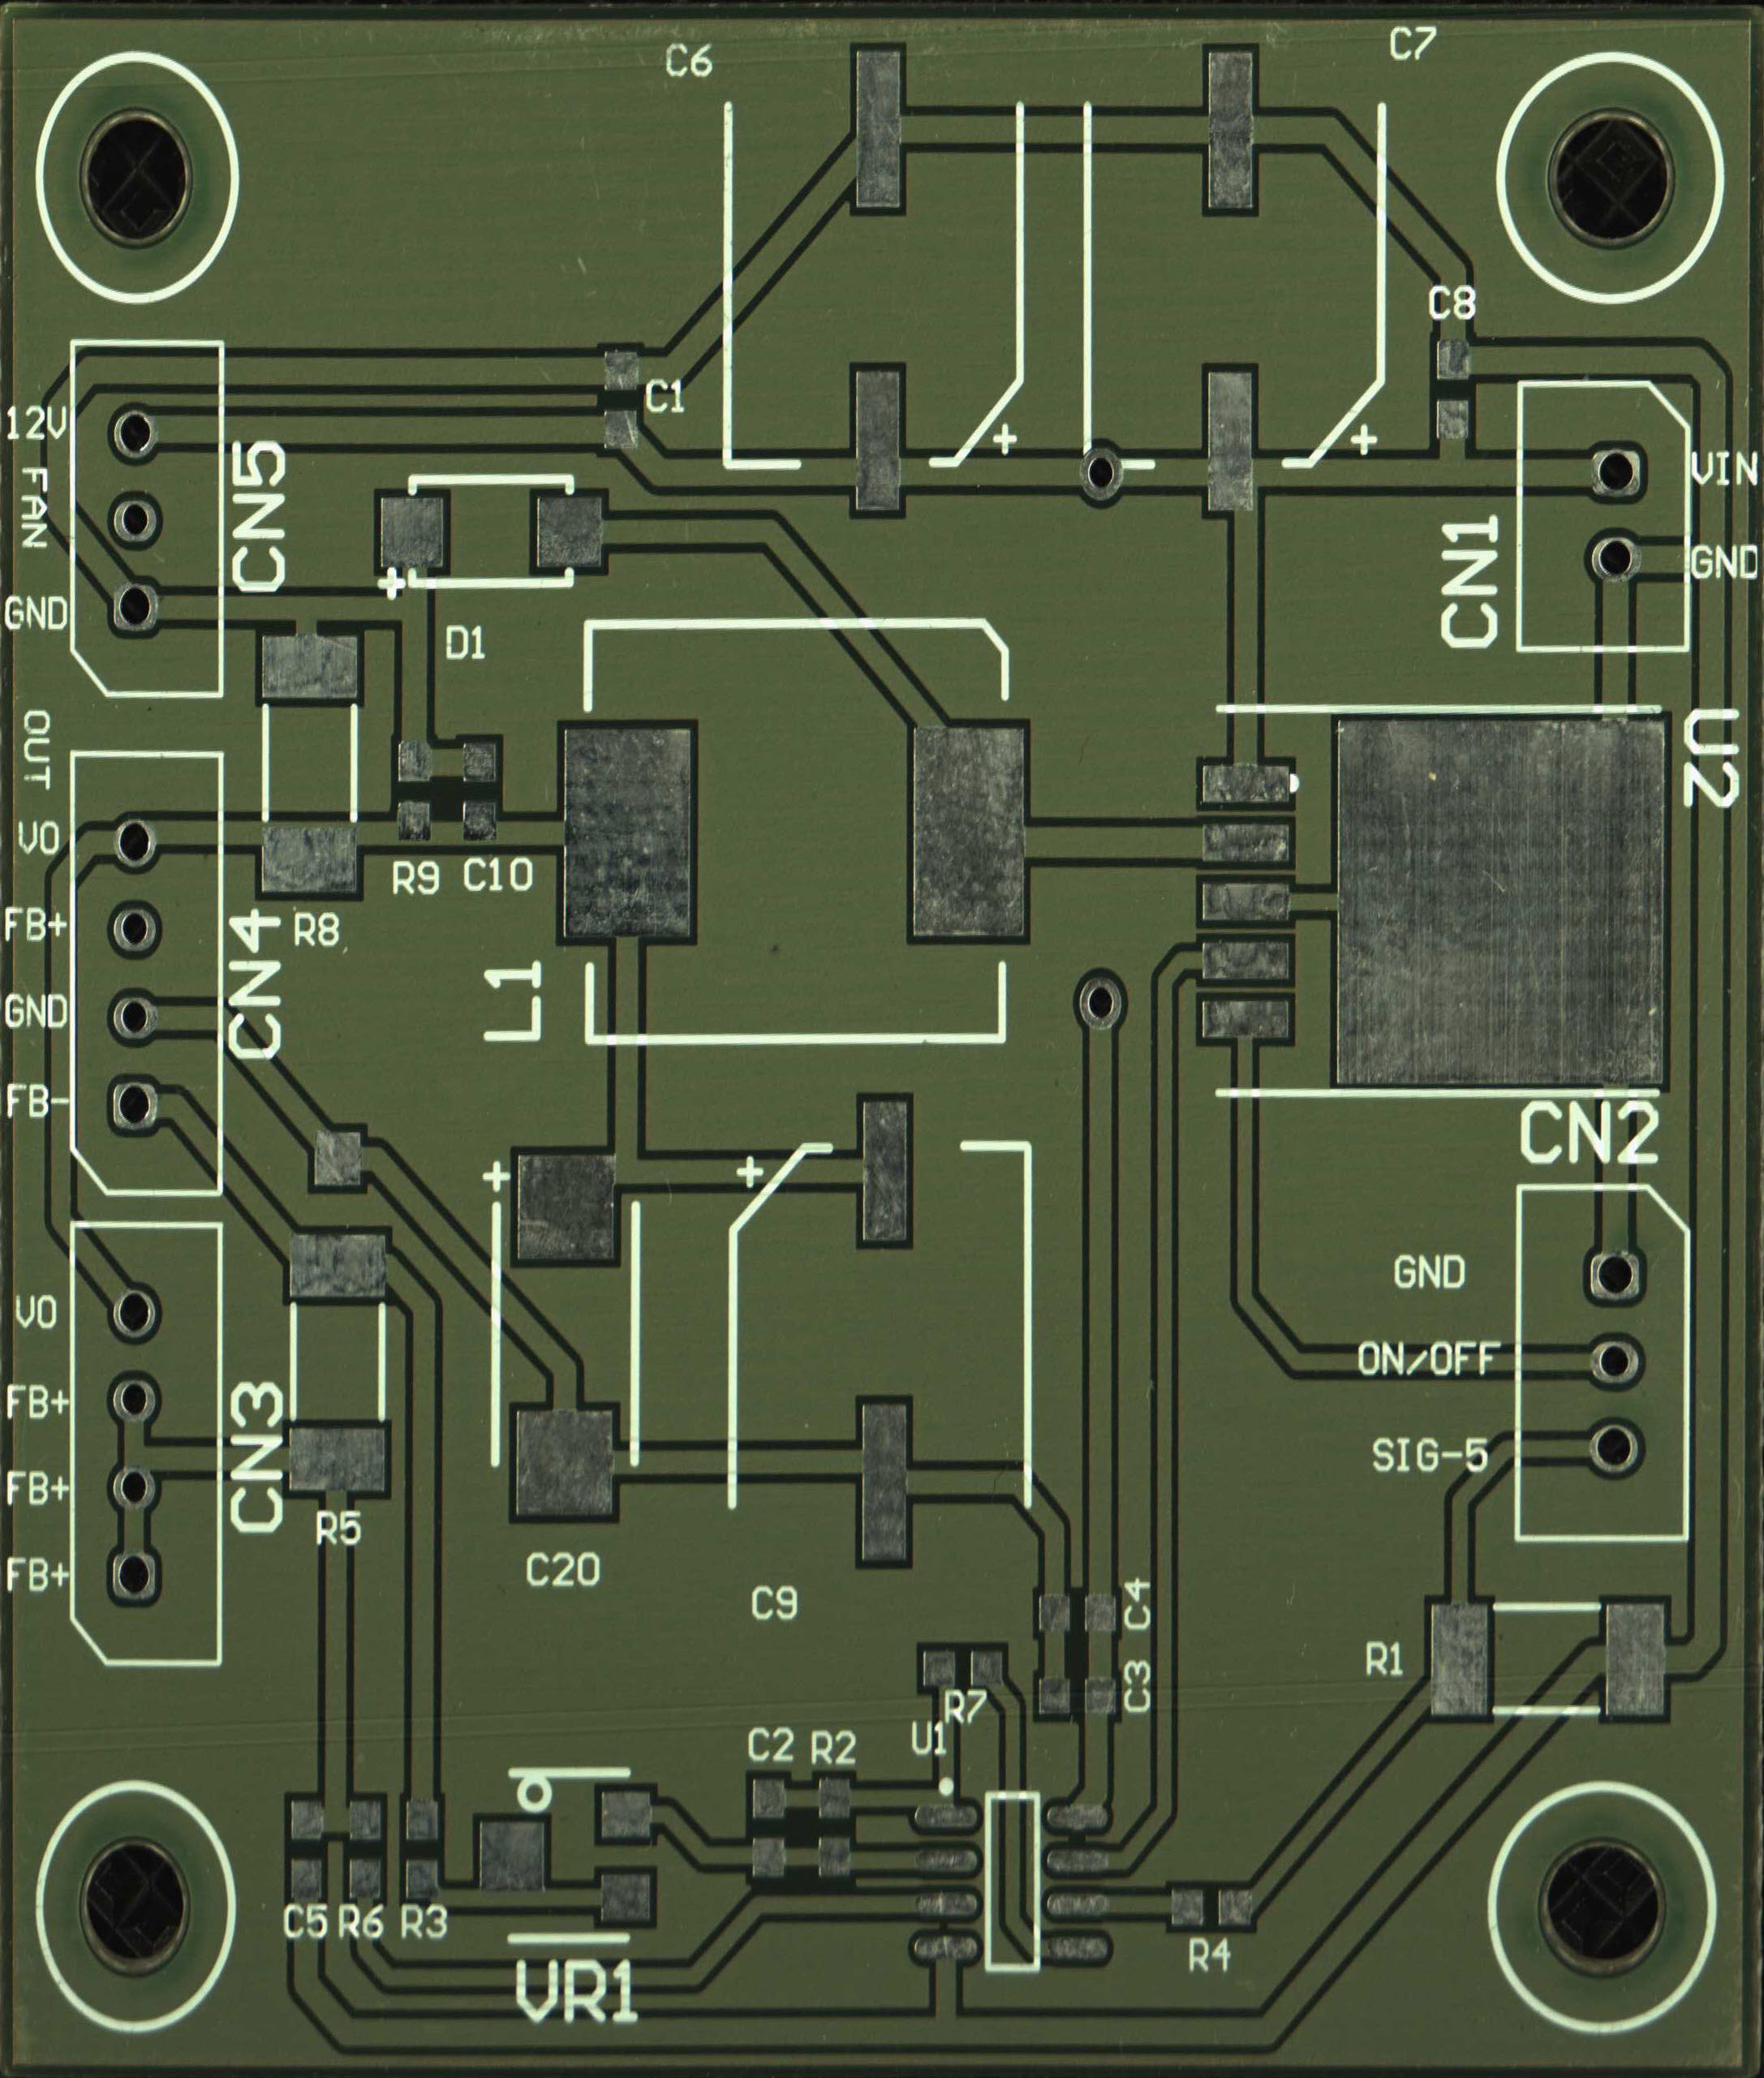 C6
C7
C8
12V
C1
FAN
CN5
+
+
VIN
CN1
GND
+
GND
D1
OUT
U2
VO
R9
C10
FB+
R8
CN4
L1
GND
FB-
CN2
+
+
GND
VO
ON/OFF
FB+
CN3
SIG-5
FB+
R5
FB+
C20
C9
C4
R1
C3
R7
U1
C2
R2
C5
R6
R3
R4
VR1